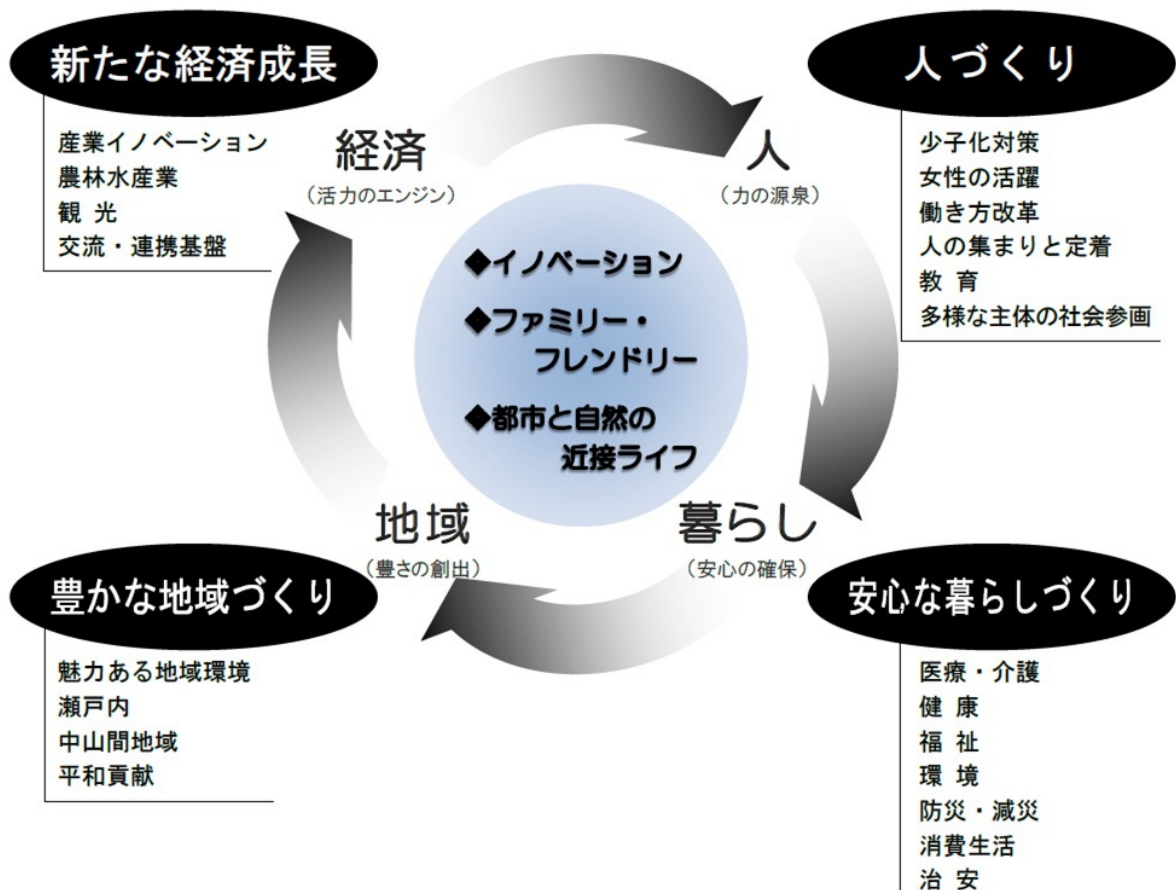 新たな経済成長
産業イノベーション
農林水産業
観 光
交流・連携基盤
経済
（活力のエンジン）
人
（力の源泉）
人づくり
少子化対策
女性の活躍
働き方改革
人の集まりと定着
教 育
多様な主体の社会参画
◆イノベーション
◆ファミリー・
フレンドリー
◆都市と自然の
近接ライフ
地域
（豊さの創出）
暮らし
（安心の確保）
豊かな地域づくり
魅力ある地域環境
瀬戸内
中山間地域
平和貢献
安心な暮らしづくり
医療・介護
健 康
福 祉
環 境
防災・減災
消費生活
治 安